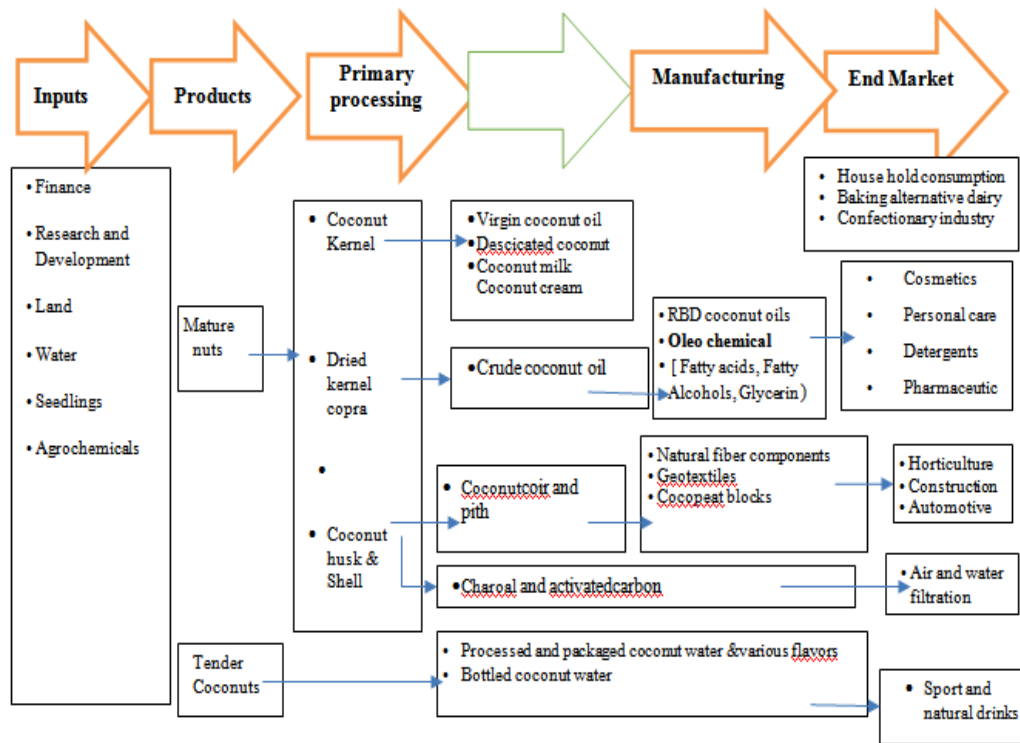 Inputs
Products
Primary
processing
Manufacturing
End Market
• Finance
• Research and
Development
• Land
• Water
• Seedlings
• Agrochemicals
Mature
nuts
Tender
Coconuts
• Coconut
Kernel
• Dried
kernel
copra
•
• Coconut
husk &
Shell
• Virgin coconut oil
• Descicated coconut
• Coconut milk
Coconut cream
• Crude coconut oil
• Coconutcoir and
pith
• Charoal and activatedcarbon
• Processed and packaged coconut water &various flavors
• Bottled coconut water
• RBD coconut oils
• Oleo chemical
• [ Fatty acids, Fatty
Alcohols, Glycerin)
• Natural fiber components
• Geotextiles
• Cocopeat blocks
• House hold consumption
• Baking alternative dairy
• Confectionary industry
• Cosmetics
• Personal care
• Detergents
• Pharmaceutic
• Horticulture
• Construction
• Automotive
• Air and water
filtration
• Sport and
natural drinks